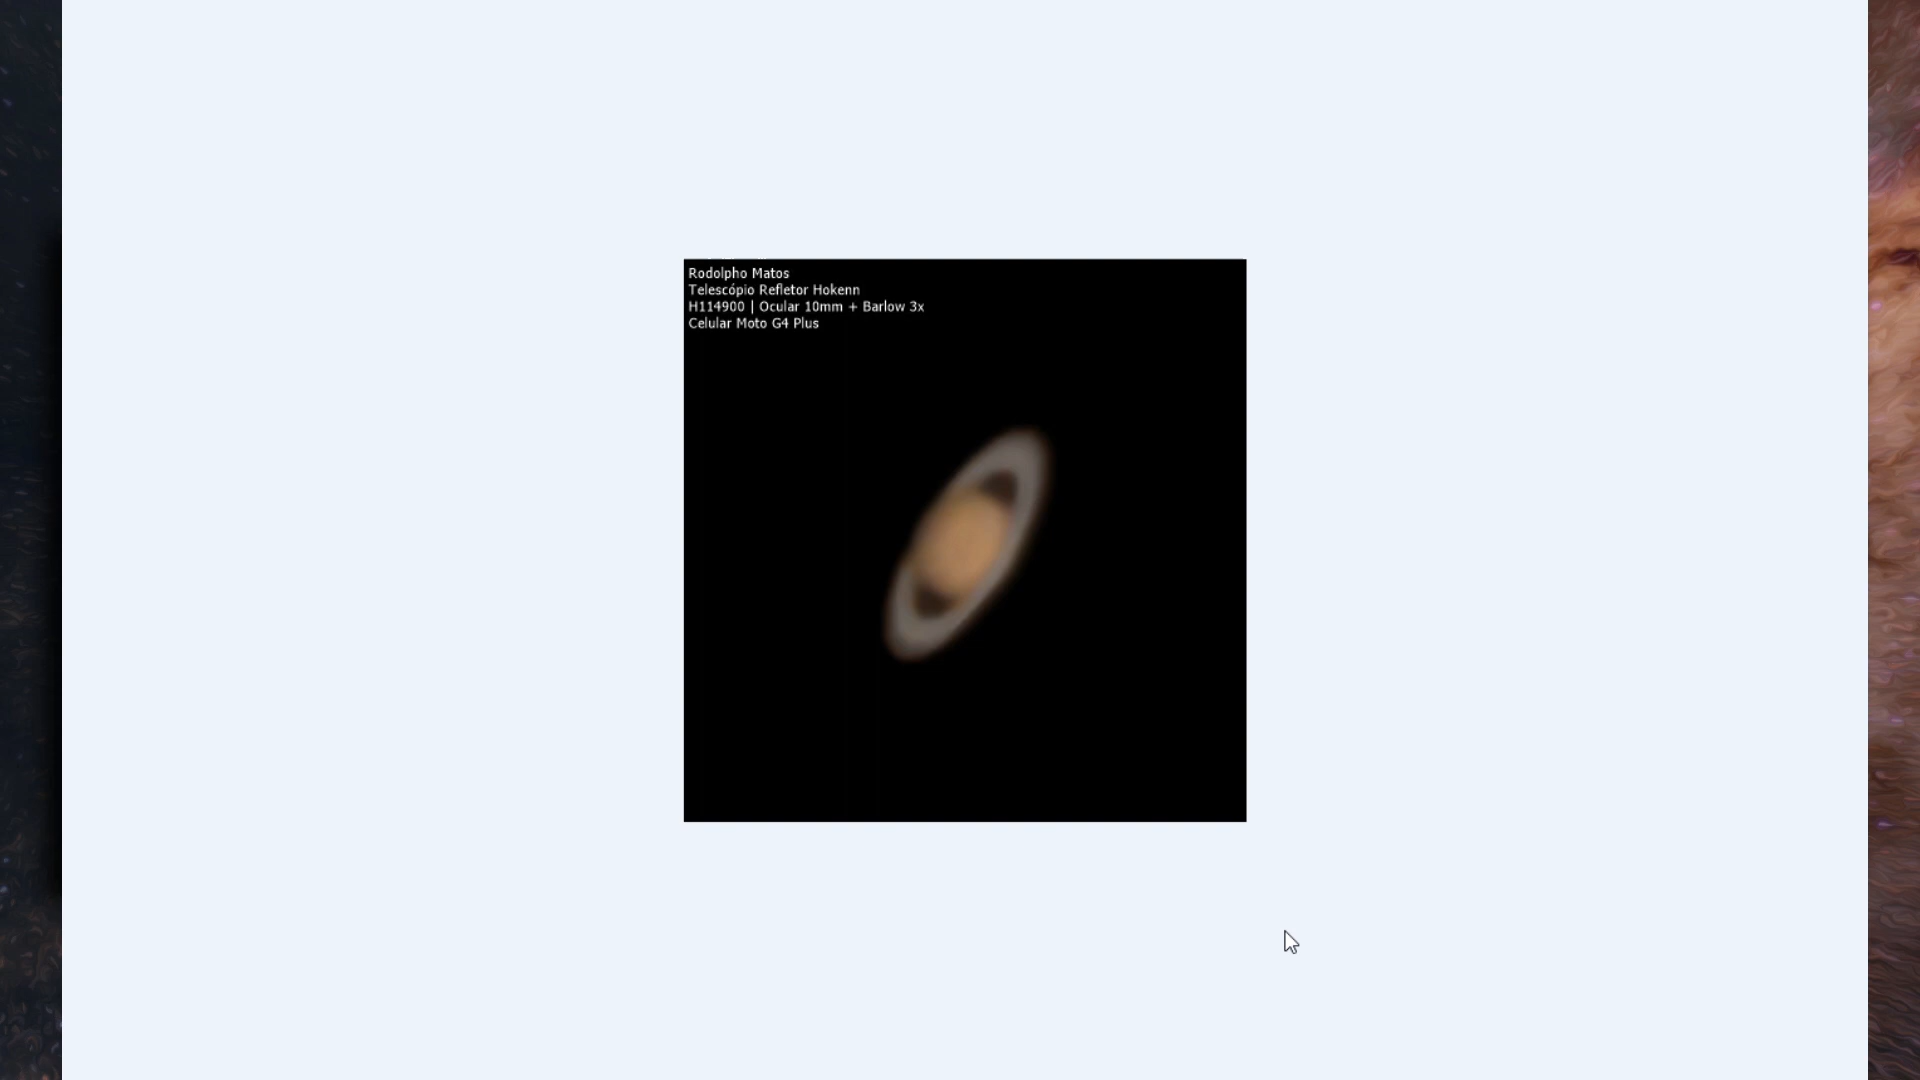 Rodolpho Matos
Telescópio Refletor Hokenn
H114900 | Ocular 10mm + Barlow 3x
Celular Moto G4 Plus